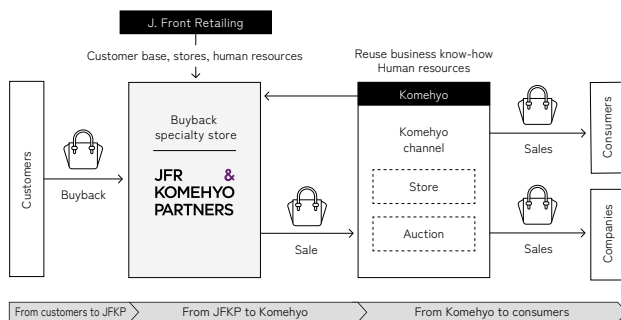 J. Front Retailing
Customer base, stores, human resources
Reuse business know-how
Human resources
Customers
Buyback
Buyback
specialty store
JFR &
KOMEHYO
PARTNERS
Sale
Komehyo
Komehyo
channel
Store
Auction
Sales
Sales
Consumers
Companies
From customers to JFKP
From JFKP to Komehyo
From Komehyo to consumers